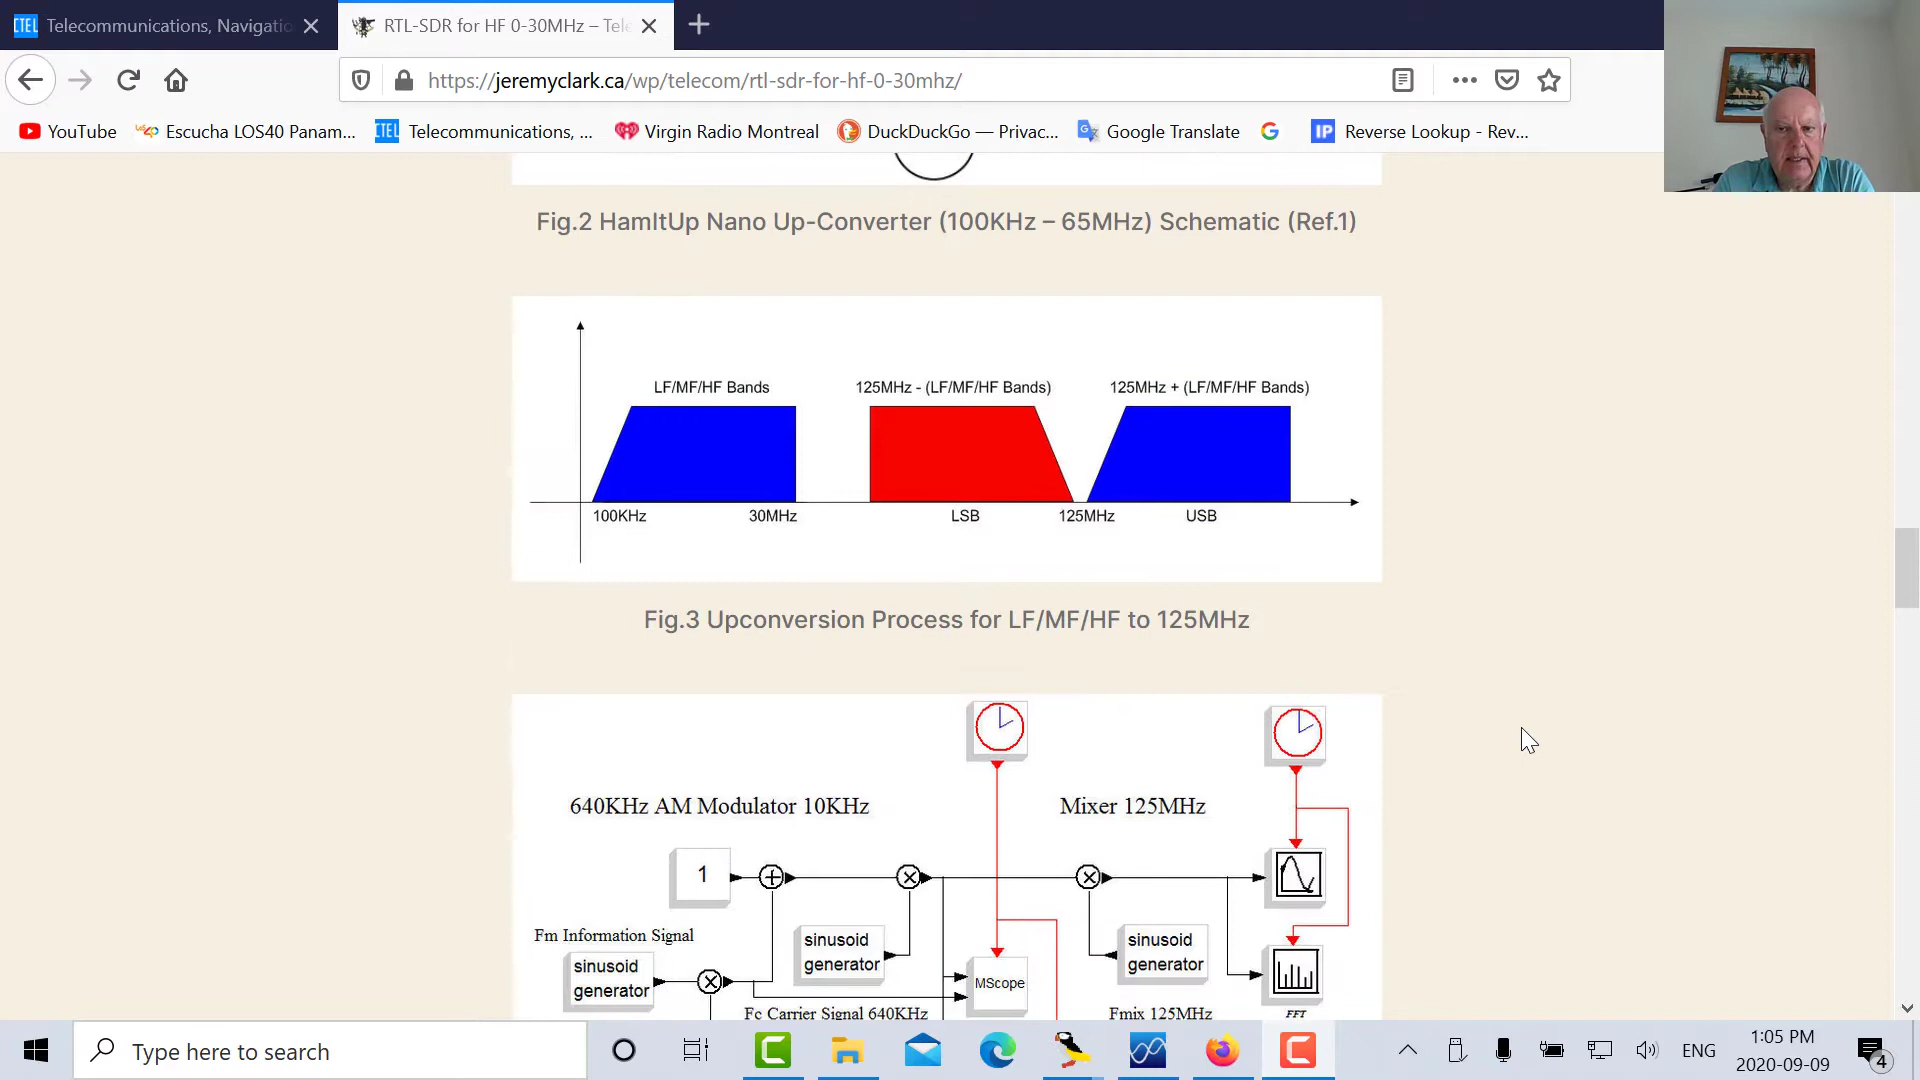 CTEL Telecommunications, Navigatio
RTL-SDR for HF 0-30MHz – Tele
https://jeremyclark.ca/wp/telecom/rtl-sdr-for-hf-0-30mhz/
YouTube
Escucha LOS40 Panam...
CTEL Telecommunications, ...
Virgin Radio Montreal
DuckDuckGo — Privac...
Google Translate
G
IP Reverse Lookup - Rev...
Fig.2 HamItUp Nano Up-Converter (100KHz – 65MHz) Schematic (Ref.1)
LF/MF/HF Bands
125MHz - (LF/MF/HF Bands)
125MHz + (LF/MF/HF Bands)
100KHz
30MHz
LSB
125MHz
USB
Fig.3 Upconversion Process for LF/MF/HF to 125MHz
640KHz AM Modulator 10KHz
Mixer 125MHz
1
Fm Information Signal
sinusoid
generator
sinusoid
generator
sinusoid
generator
MScope
Fc Carrier Signal 640KHz
Fmix 125MHz
FFT
Type here to search
ENG
1:05 PM
2020-09-09
4